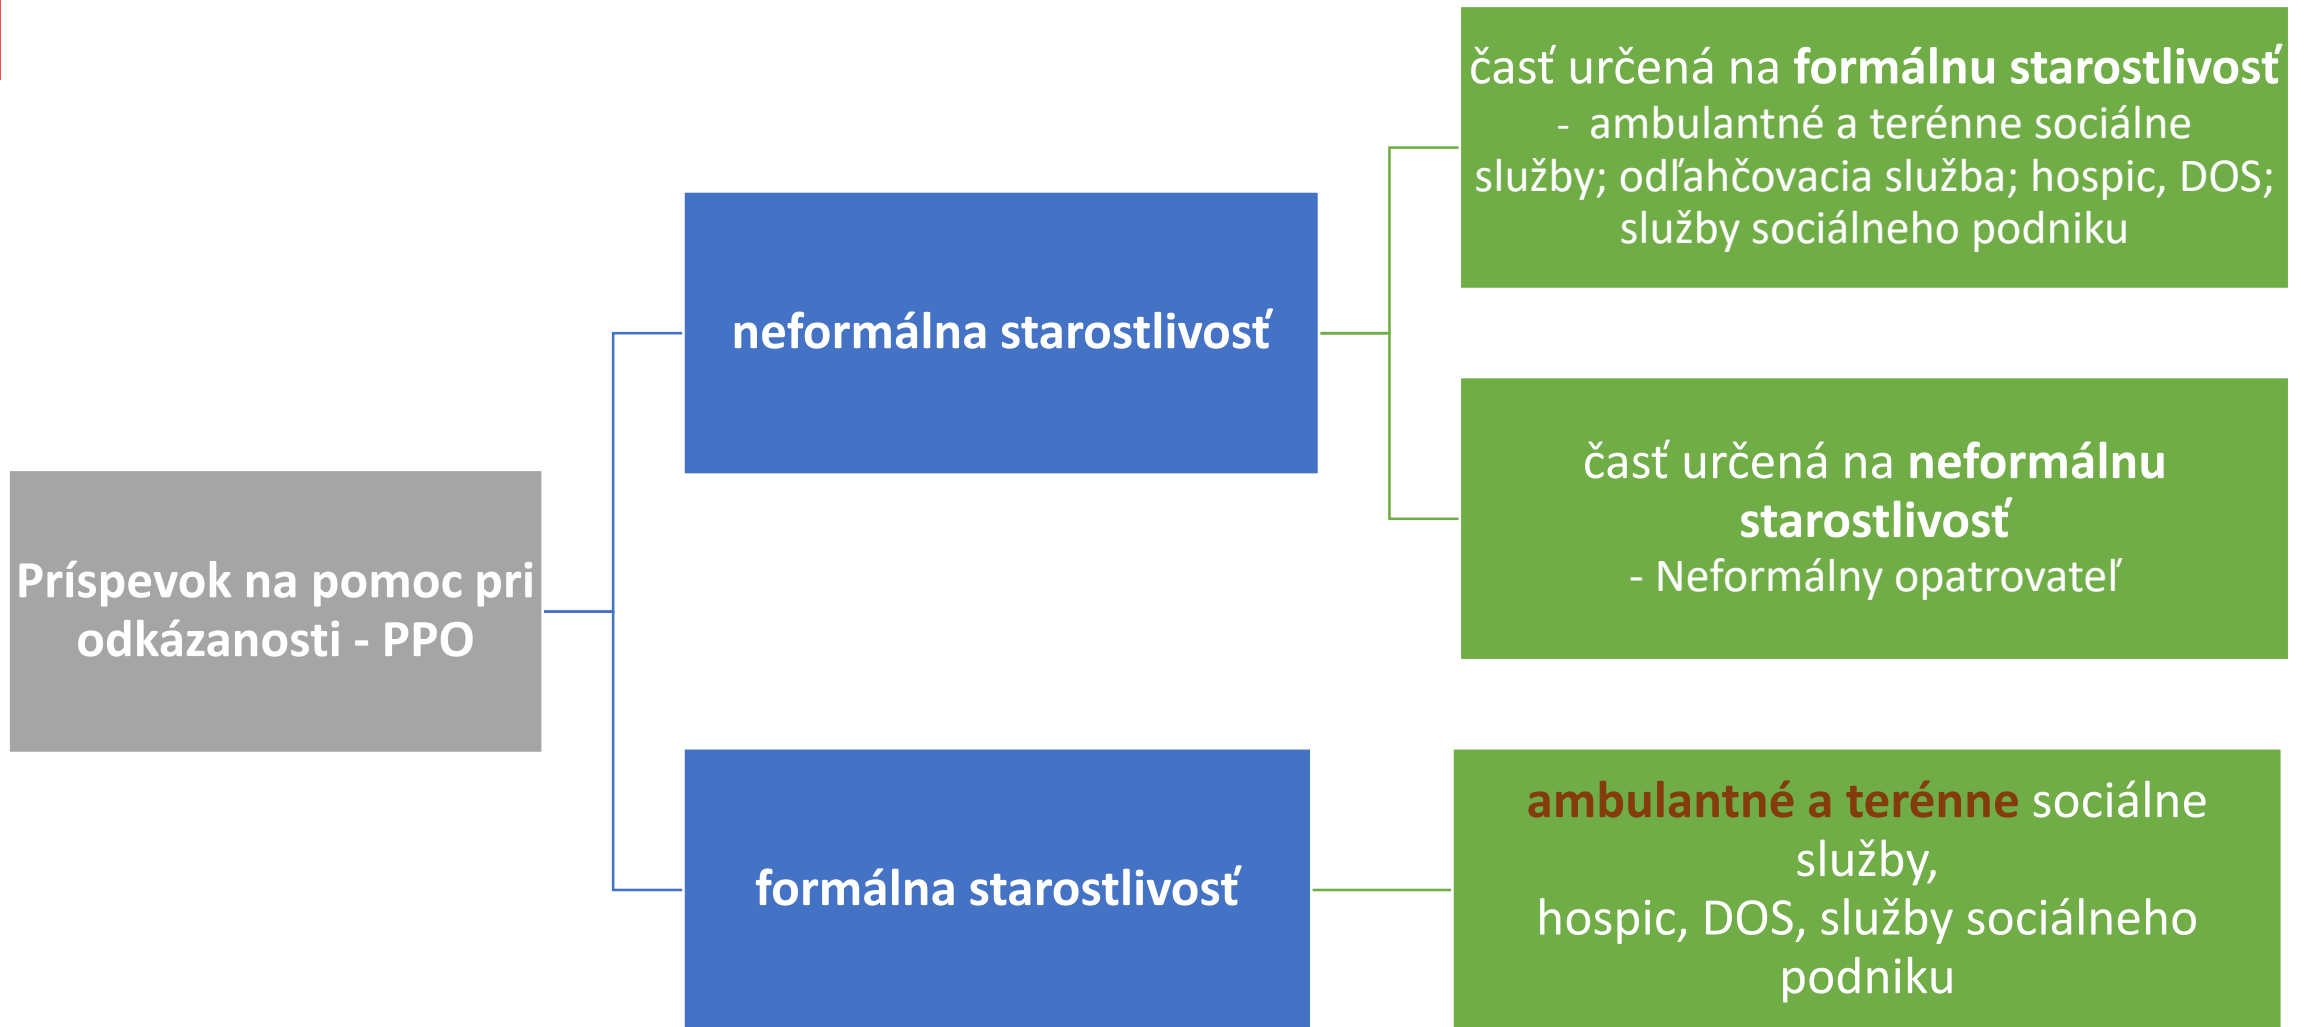 časť určená na formálnu starostlivosť
- ambulantné a terénne sociálne
služby; odľahčovacia služba; hospic, DOS;
služby sociálneho podniku
neformálna starostlivosť
časť určená na neformálnu
starostlivosť
- Neformálny opatrovateľ
Príspevok na pomoc pri
odkázanosti - PPO
formálna starostlivosť
ambulantné a terénne sociálne
služby,
hospic, DOS, služby sociálneho
podniku